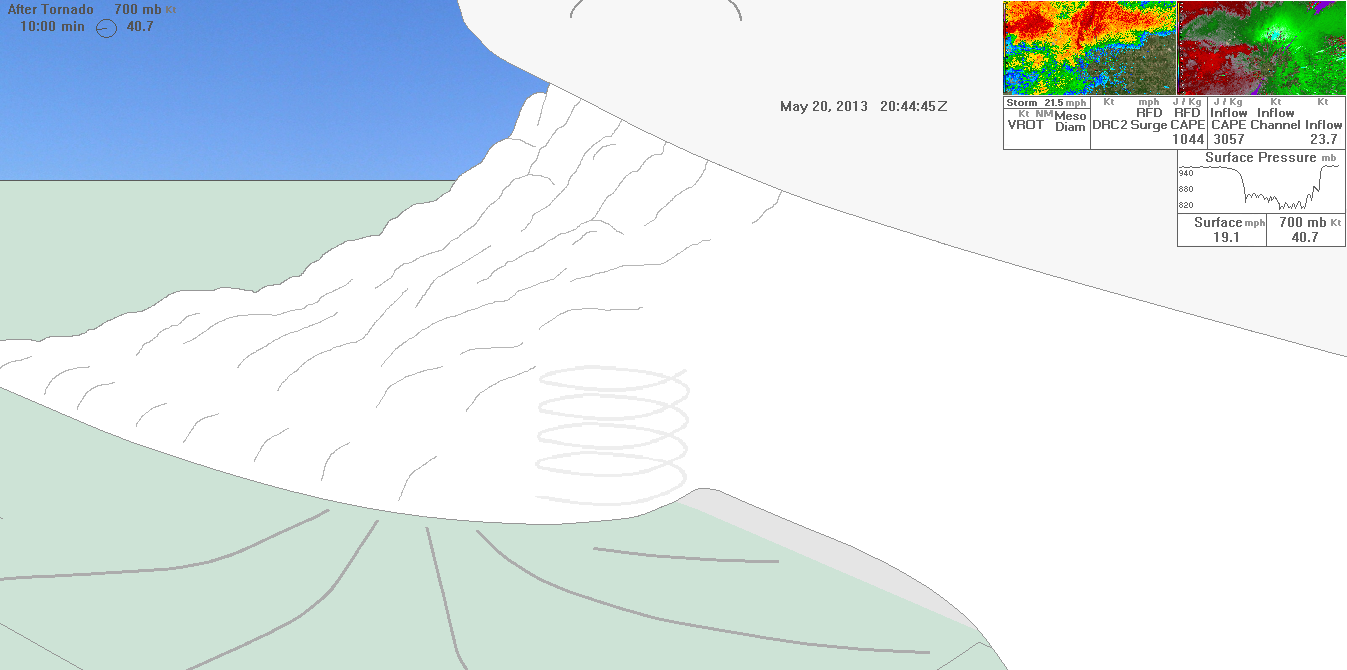 After Tornado 700 mb Kt
10:00 min 40.7
May 20, 2013 20:44:45Z
Storm 21.5 mph
Kt NM Meso
VROT Diam
Kt mph J / Kg
RFD RFD
DRC2 Surge CAPE
1044
J / Kg Kt Kt
Inflow Inflow
CAPE Channel Inflow
3057 23.7
Surface Pressure mb
940
880
820
Surface mph 700 mb Kt
19.1 40.7